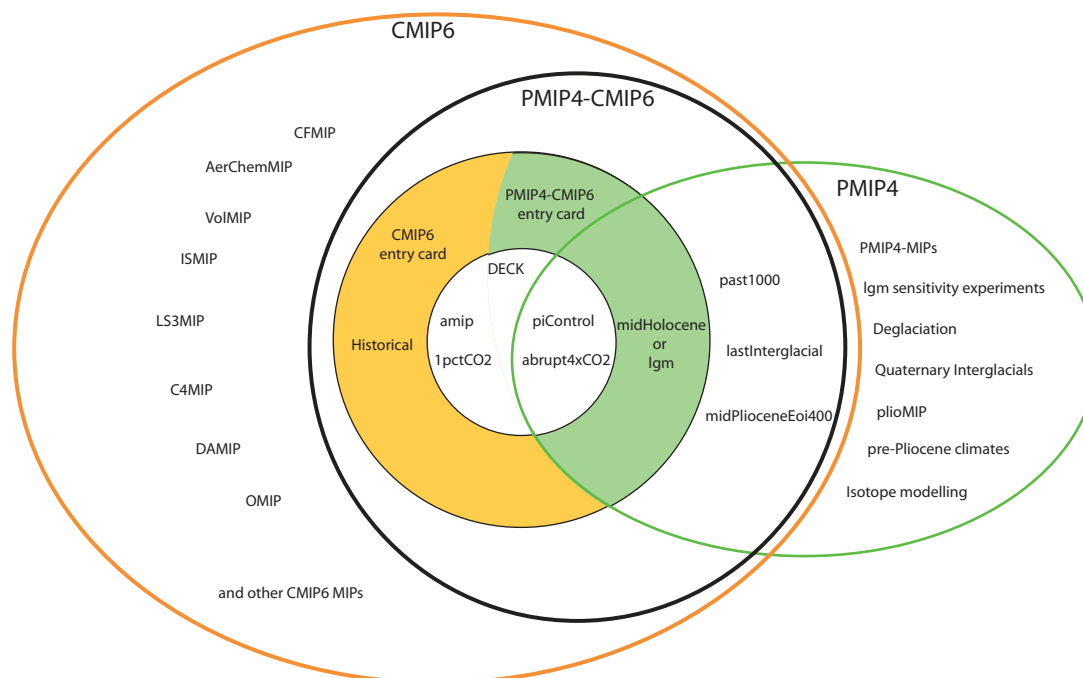 CMIP6
PMIP4-CMIP6
CFMIP
AerChemMIP
VolMIP
ISMIP
LS3MIP
C4MIP
DAMIP
OMIP
and other CMIP6 MIPs
CMIP6
entry card
Historical
PMIP4-CMIP6
entry card
DECK
amip
1pctCO2
piControl
abrupt4xCO2
midHolocene
or
lgm
past1000
lastInterglacial
midPlioceneEoi400
PMIP4
PMIP4-MIPs
lgm sensitivity experiments
Deglaciation
Quaternary Interglacials
plioMIP
pre-Pliocene climates
Isotope modelling